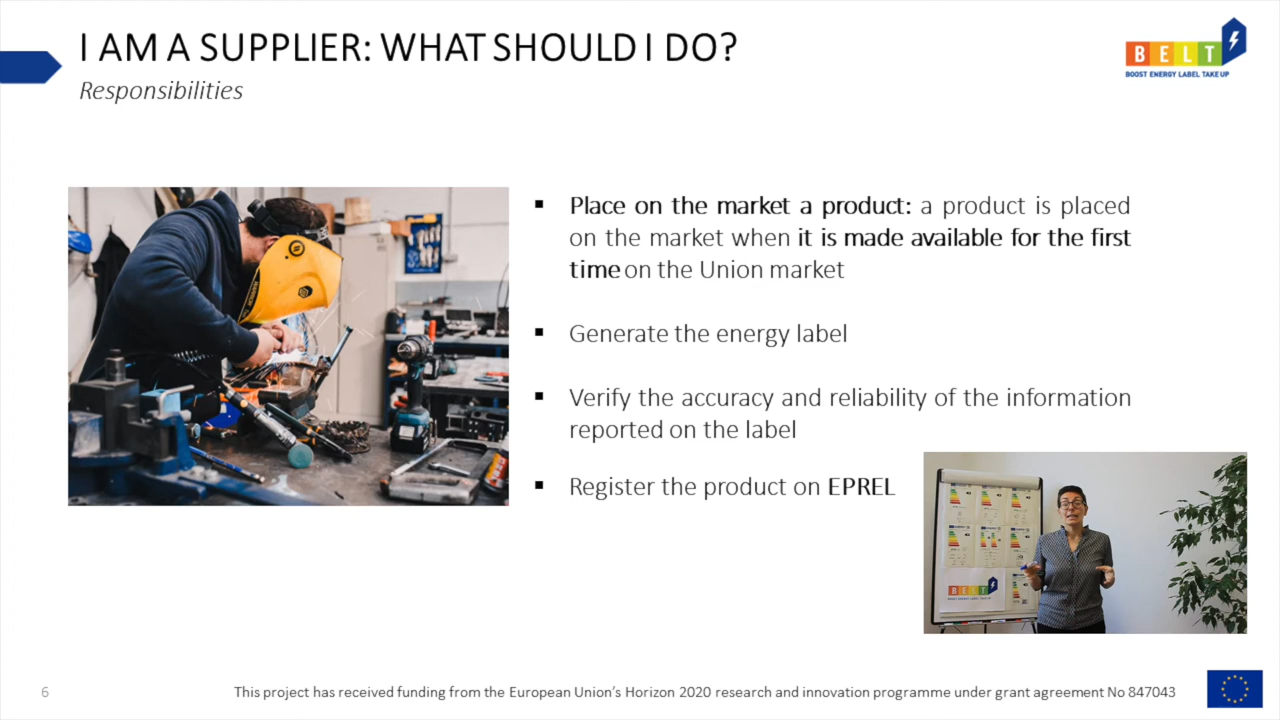 I AM A SUPPLIER: WHAT SHOULD I DO?
Responsibilities
BELT
BOOST ENERGY LABEL TAKE UP
▪ Place on the market a product: a product is placed
on the market when it is made available for the first
time on the Union market
▪ Generate the energy label
▪ Verify the accuracy and reliability of the information
reported on the label
▪ Register the product on EPREL
BELT
6
This project has received funding from the European Union's Horizon 2020 research and innovation programme under grant agreement No 847043